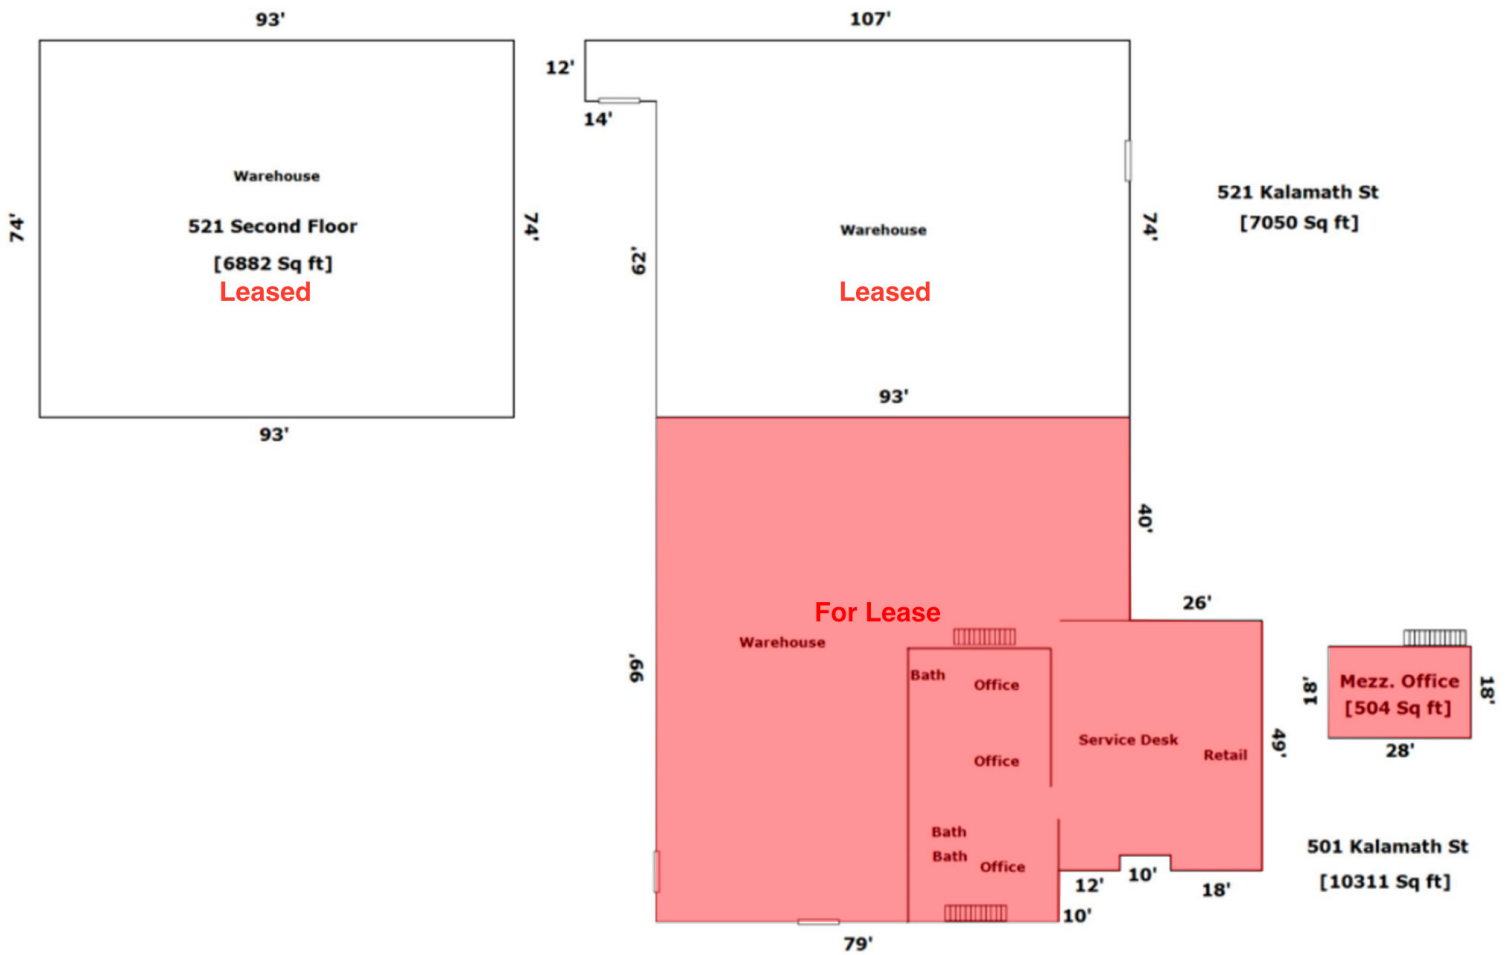 93'
107'
12'
14'
Warehouse
521 Second Floor
[6882 Sq ft]
Leased
74'
74'
93'
62'
Warehouse
Leased
74'
521 Kalamath St
[7050 Sq ft]
93'
40'
For Lease
Warehouse
99'
26'
Bath
Office
Office
Bath
Bath
Office
Service Desk
Retail
49'
12'
10'
18'
10'
79'
18'
Mezz. Office
[504 Sq ft]
18'
28'
501 Kalamath St
[10311 Sq ft]